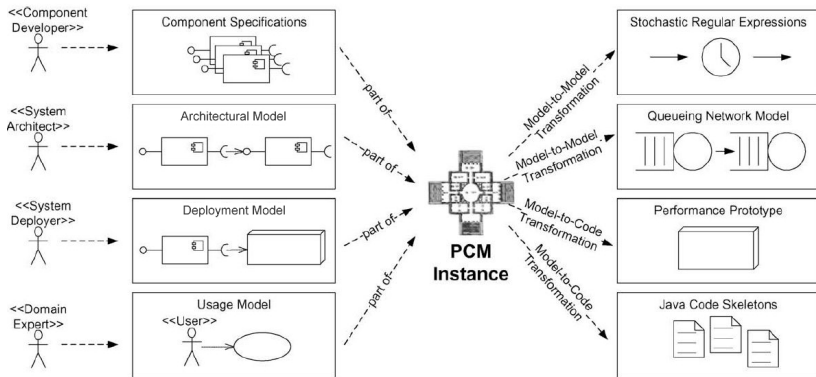 <<Component
Developer>>
Component Specifications
<<System
Architect>>
Architectural Model
<<System
Deployer>>
Deployment Model
<<Domain
Expert>>
Usage Model
<<User>>
part of
part of
part of
part of
PCM
Instance
Model-to-Model
Transformation
Model-to-Model
Transformation
Model-to-Code
Transformation
Model-to-Code
Transformation
Stochastic Regular Expressions
Queueing Network Model
Performance Prototype
Java Code Skeletons